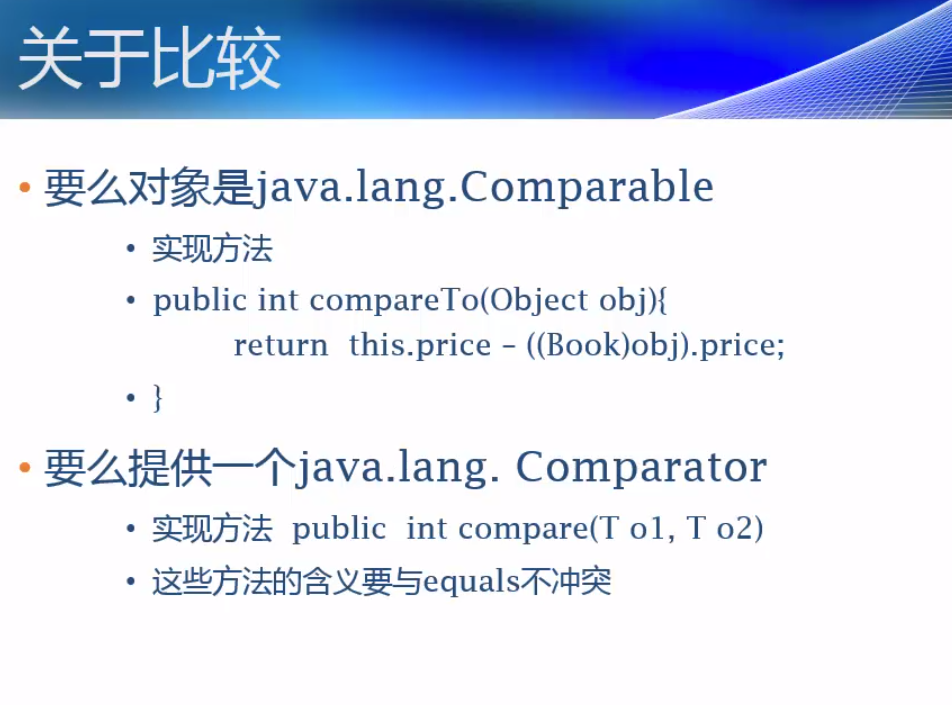 关于比较
• 要么对象是java.lang.Comparable
• 实现方法
• public int compareTo(Object obj){
return  this.price – ((Book)obj).price;
• }
• 要么提供一个java.lang. Comparator
• 实现方法  public  int compare(T o1, T o2)
• 这些方法的含义要与equals不冲突